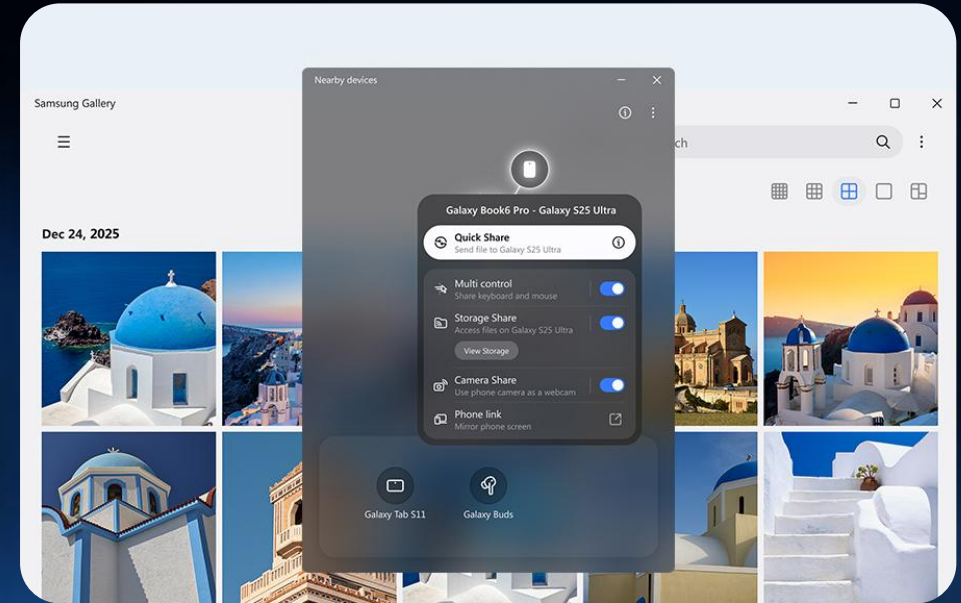 Nearby devices
Samsung Gallery
ch
Dec 24, 2025
Galaxy Book6 Pro - Galaxy S25 Ultra
Quick Share
Send file to Galaxy S25 Ultra
Multi control
Share keyboard and mouse
Storage Share
Access files on Galaxy S25 Ultra
View Storage
Camera Share
Use phone camera as a webcam
Phone link
Mirror phone screen
Galaxy Tab S11
Galaxy Buds